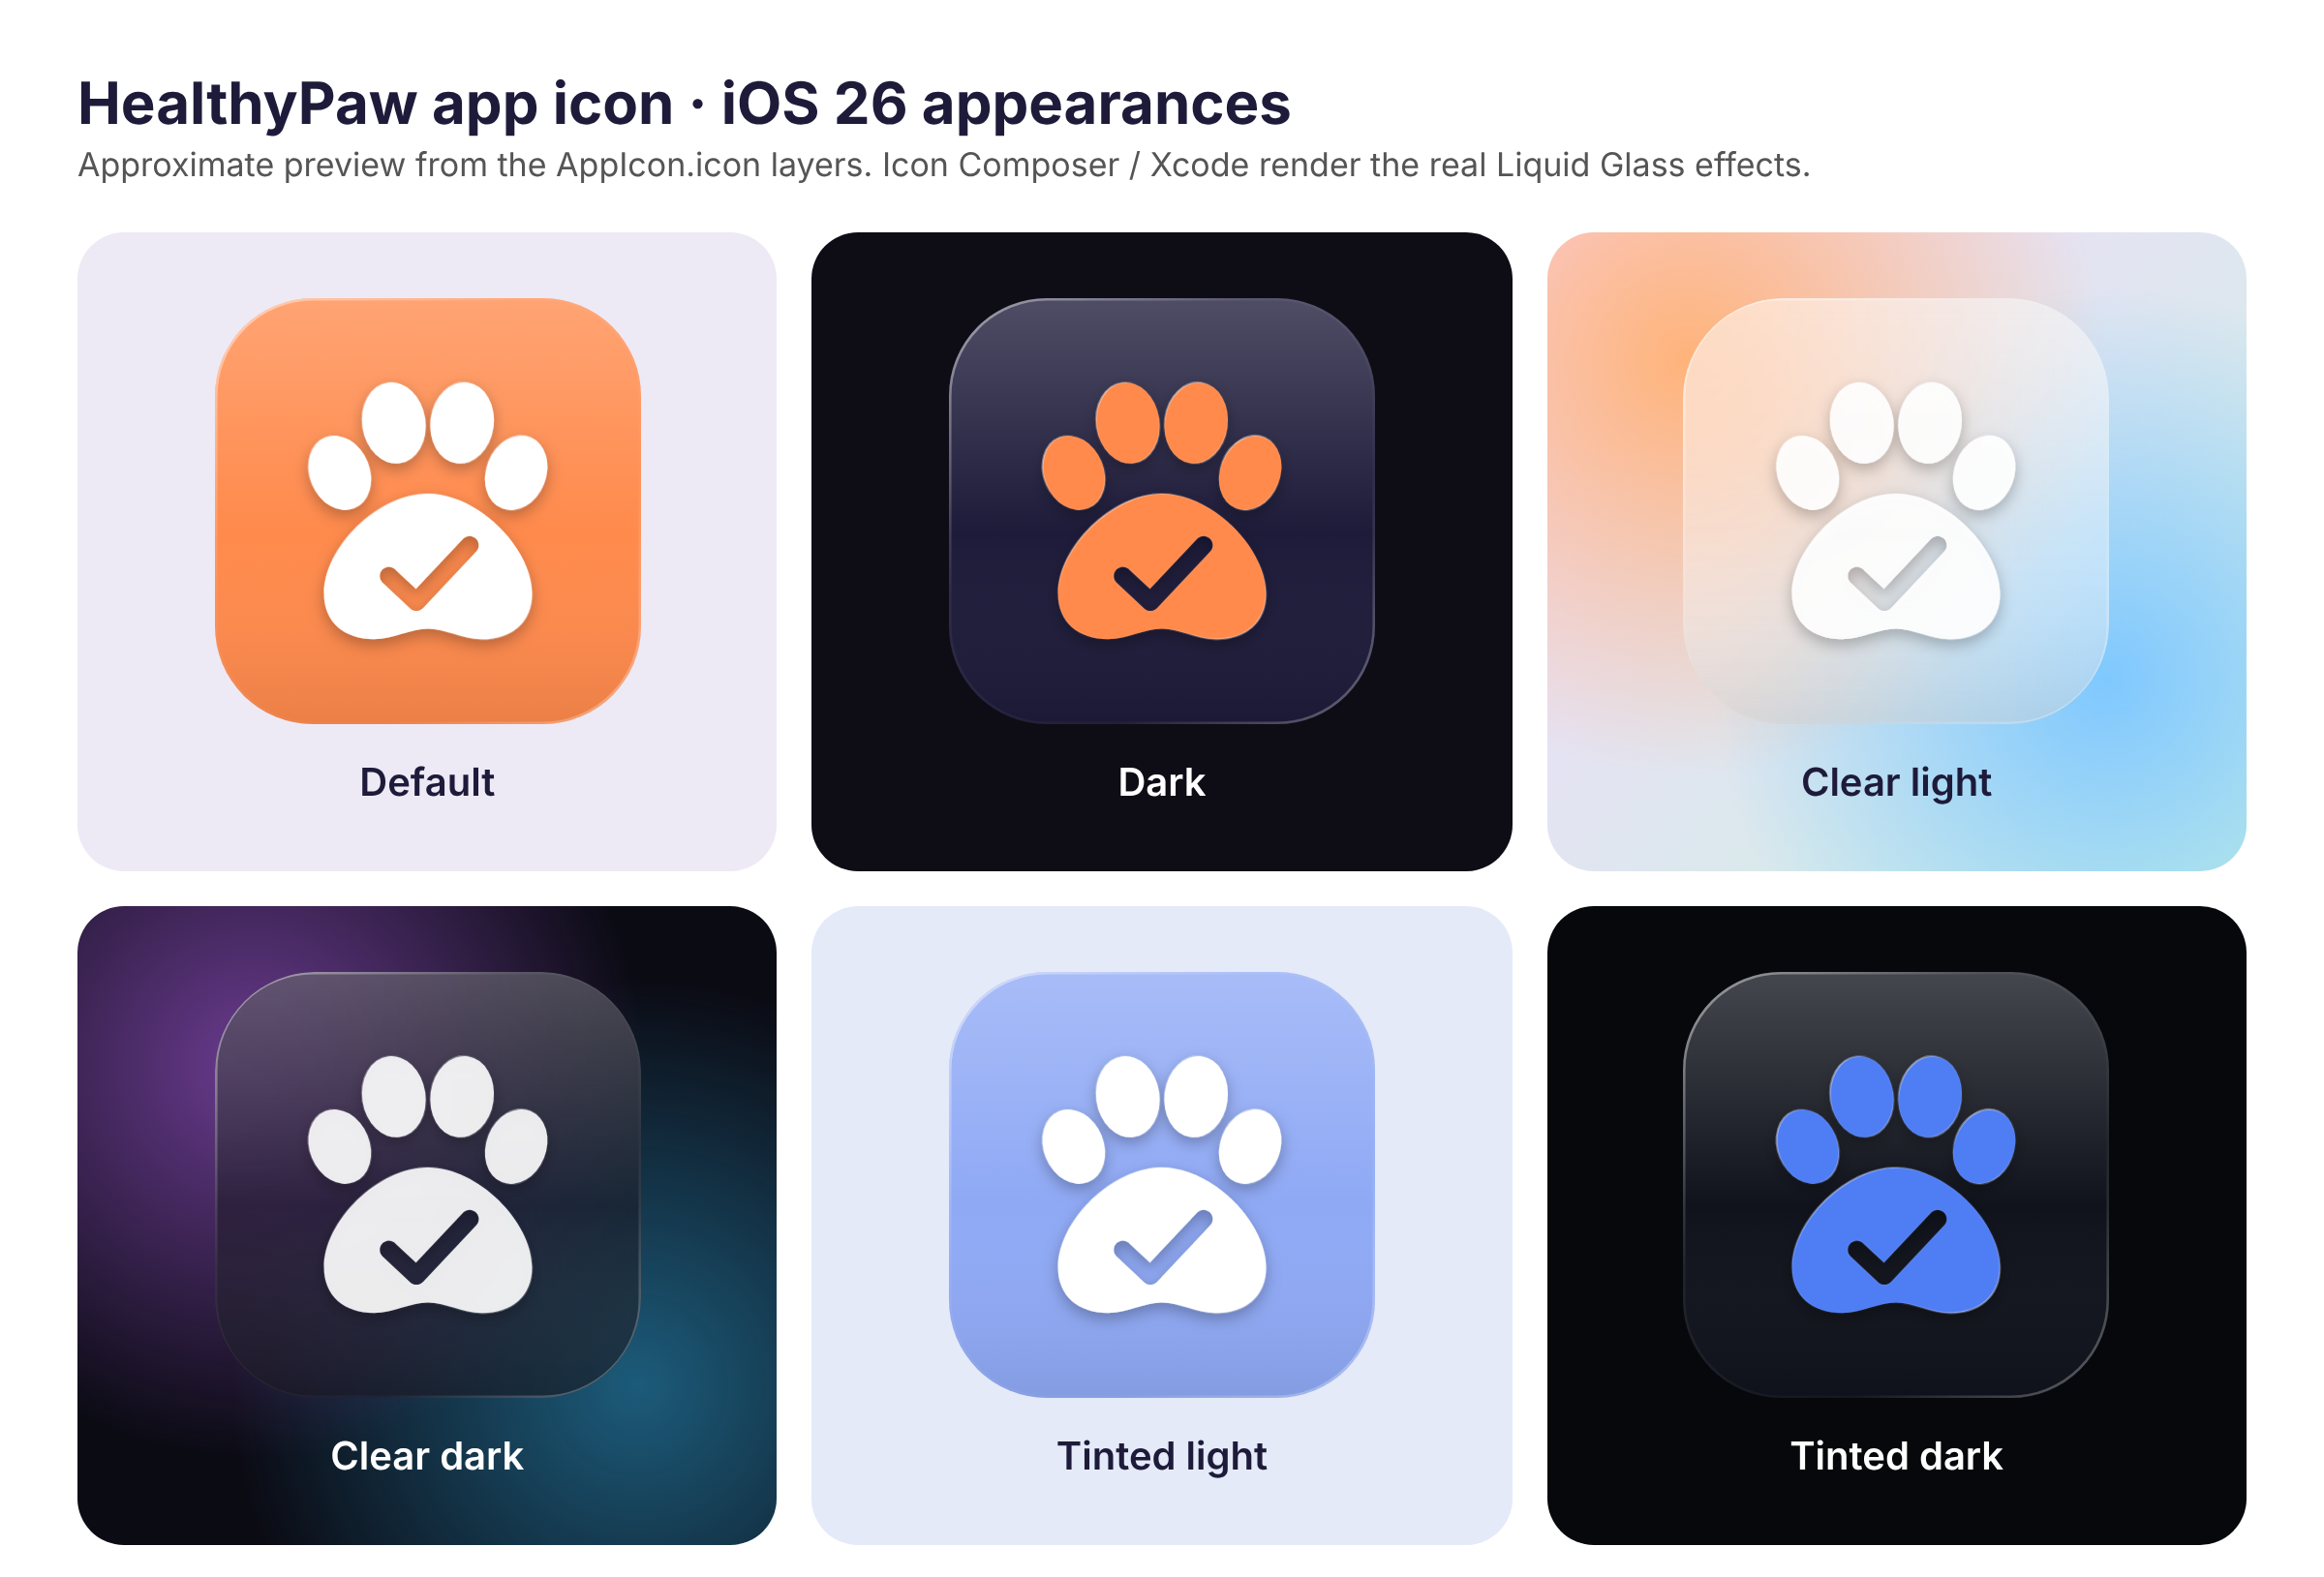 HealthyPaw app icon · iOS 26 appearances
Approximate preview from the AppIcon.icon layers. Icon Composer / Xcode render the real Liquid Glass effects.
Default
Dark
Clear light
Clear dark
Tinted light
Tinted dark